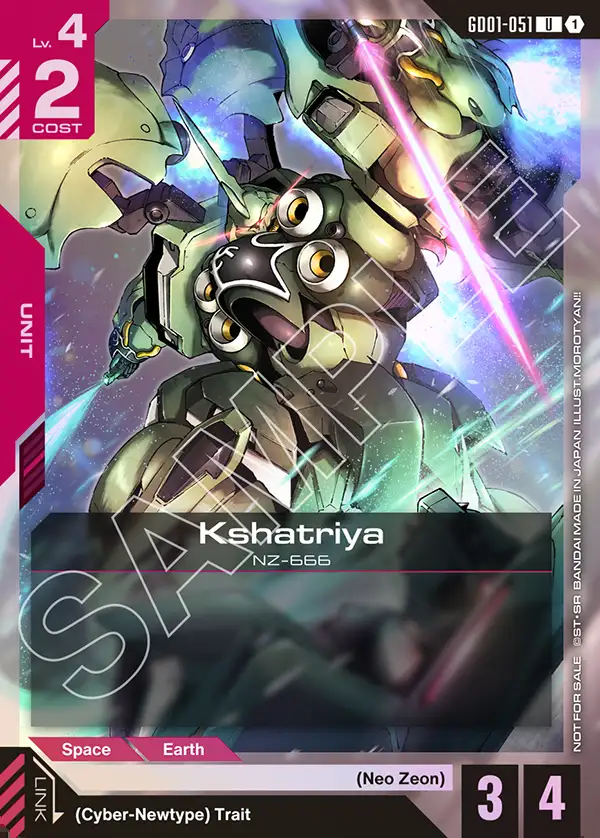 Lv. 4
2
COST
GD01-051 U 1
UNIT
SAMPLE
Kshatriya
NZ-666
Space
Earth
LINK
(Cyber-Newtype) Trait
(Neo Zeon)
3
4
NOT FOR SALE ©ST・SR BANDAI MADE IN JAPAN ILLUST.MOROTYAN!!